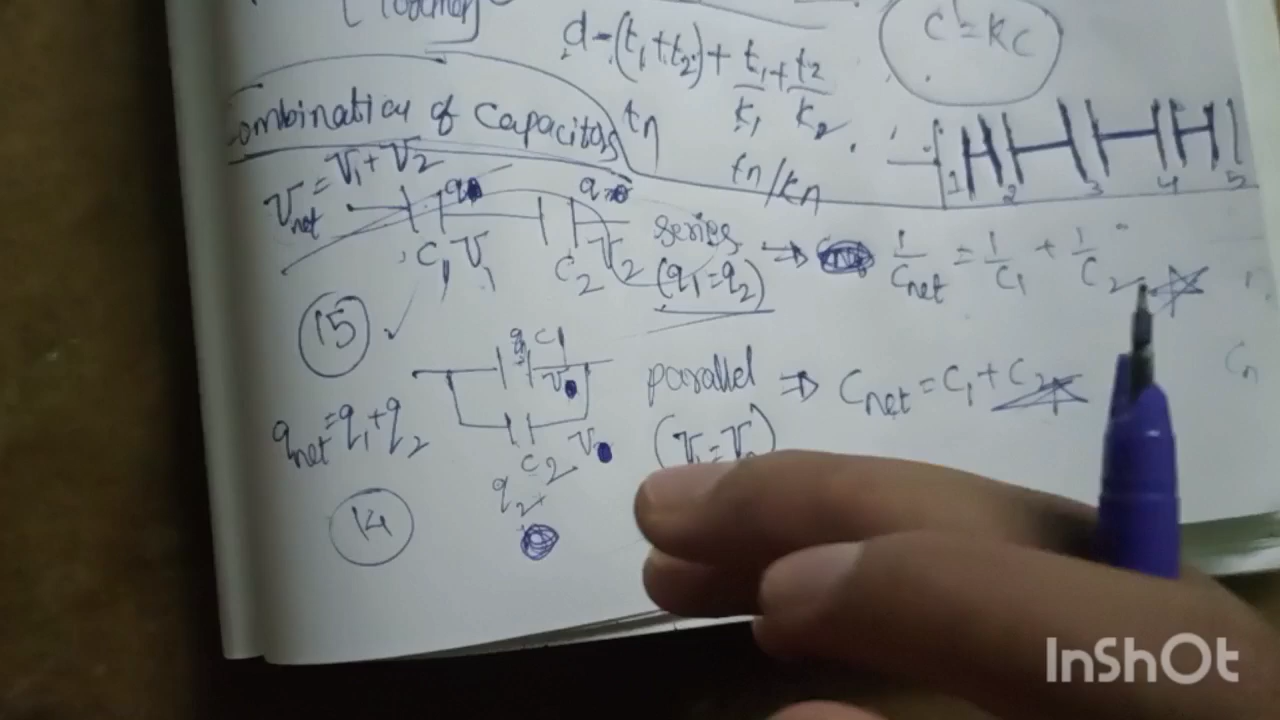 d-(t₁+t₂)+ t₁/K₁ + t₂/K₂
C'=KC
Combination of Capacitors
tn
tn/kn
1 2 3 4 5
Vnet=V₁+V₂
q q
C₁ V₁ C₂ V₂
series
(q₁=q₂)
⇒ 1/Cnet = 1/C₁ + 1/C₂
15
C₁
V
qnet=q₁+q₂
C₂ V
q₂
parallel ⇒ Cnet=C₁+C₂
14
Cn
InShOt